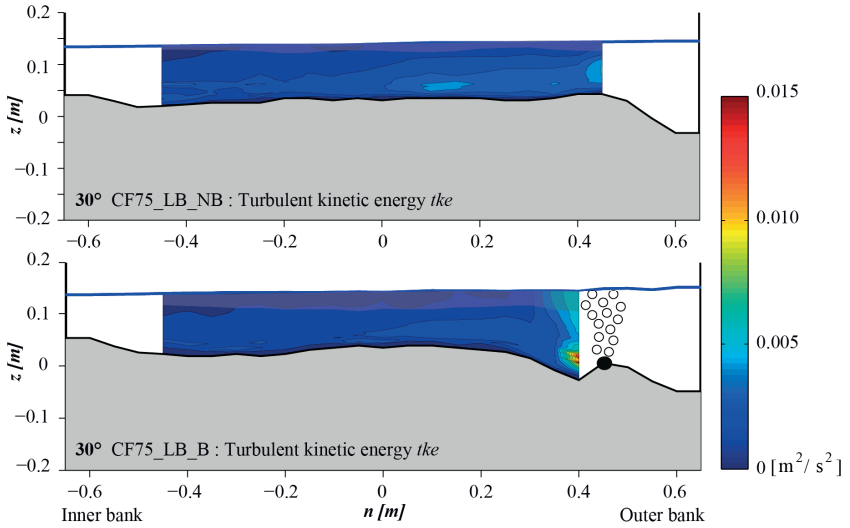 0.2
0.1
0
−0.1
−0.2
z [m]
30° CF75_LB_NB : Turbulent kinetic energy tke
−0.6 −0.4 −0.2 0 0.2 0.4 0.6
0.2
0.1
0
−0.1
−0.2
z [m]
30° CF75_LB_B : Turbulent kinetic energy tke
−0.6 −0.4 −0.2 0 0.2 0.4 0.6
Inner bank n [m] Outer bank
0.015
0.010
0.005
0 [m²/s²]